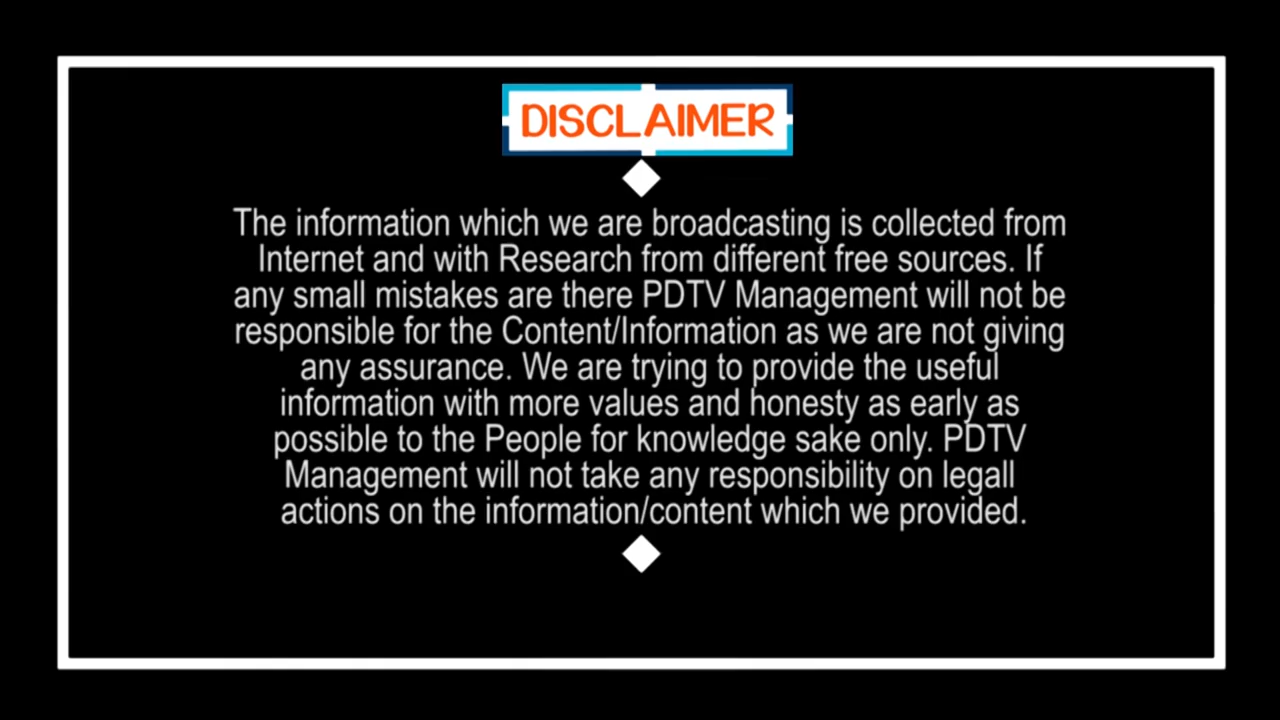 DISCLAIMER
The information which we are broadcasting is collected from
Internet and with Research from different free sources. If
any small mistakes are there PDTV Management will not be
responsible for the Content/Information as we are not giving
any assurance. We are trying to provide the useful
information with more values and honesty as early as
possible to the People for knowledge sake only. PDTV
Management will not take any responsibility on legall
actions on the information/content which we provided.